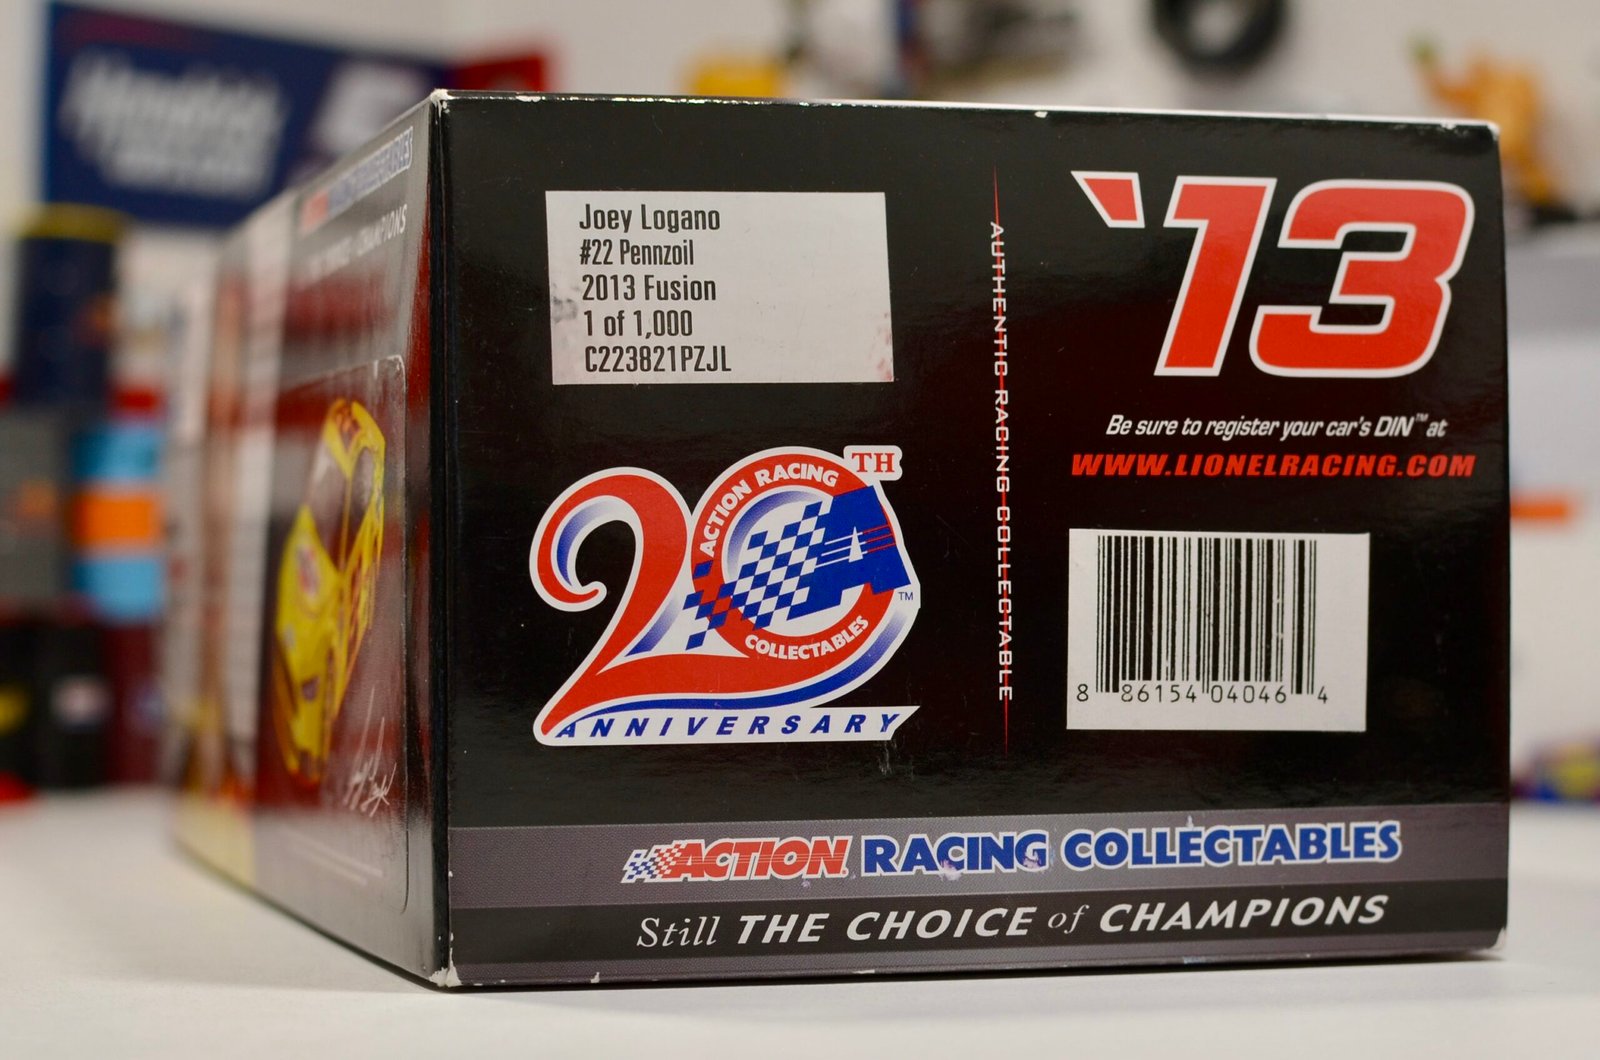 Joey Logano
#22 Pennzoil
2013 Fusion
1 of 1,000
C223821PZJL
20TH
ACTION RACING
COLLECTABLES
A
TM
ANNIVERSARY
AUTHENTIC RACING COLLECTABLE
'13
Be sure to register your car's DIN™ at
WWW.LIONELRACING.COM
8 86154 04046 4
ACTION RACING COLLECTABLES
Still THE CHOICE of CHAMPIONS
CHAMPIONS